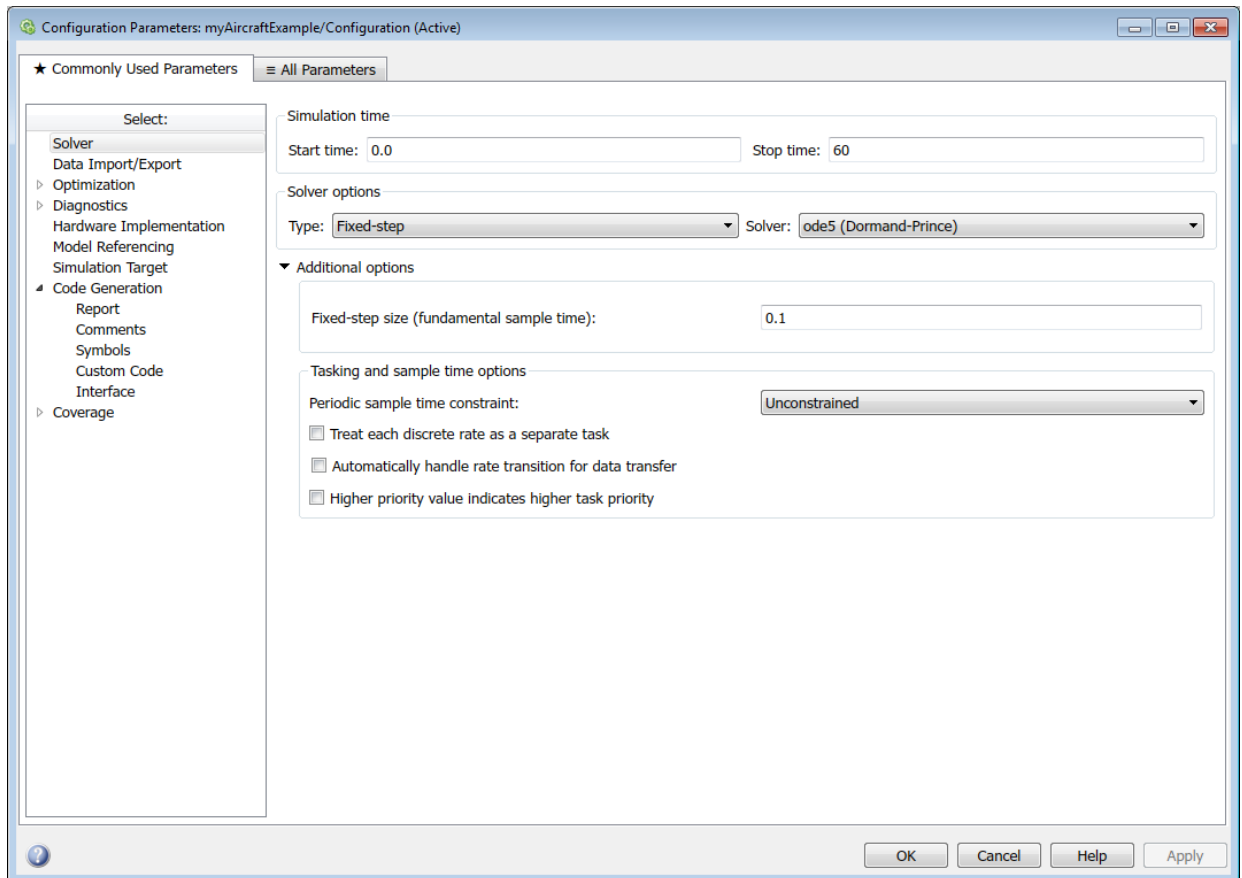 Configuration Parameters: myAircraftExample/Configuration (Active)
★ Commonly Used Parameters
≡ All Parameters
Select:
Solver
Data Import/Export
Optimization
Diagnostics
Hardware Implementation
Model Referencing
Simulation Target
Code Generation
Report
Comments
Symbols
Custom Code
Interface
Coverage
Simulation time
Start time: 0.0 Stop time: 60
Solver options
Type: Fixed-step Solver: ode5 (Dormand-Prince)
Additional options
Fixed-step size (fundamental sample time): 0.1
Tasking and sample time options
Periodic sample time constraint: Unconstrained
Treat each discrete rate as a separate task
Automatically handle rate transition for data transfer
Higher priority value indicates higher task priority
? OK Cancel Help Apply